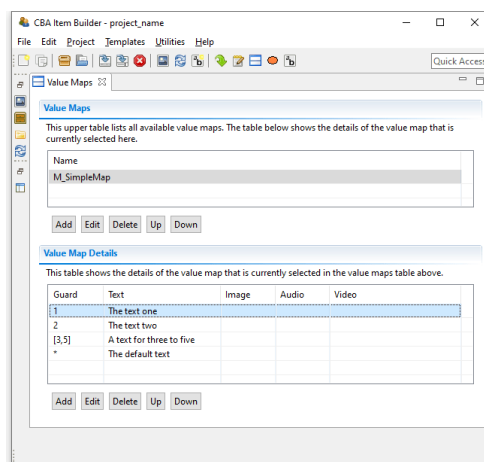 CBA Item Builder - project_name
File Edit Project Templates Utilities Help
Quick Access
Value Maps
Value Maps
This upper table lists all available value maps. The table below shows the details of the value map that is
currently selected here.
Name
M_SimpleMap
Add Edit Delete Up Down
Value Map Details
This table shows the details of the value map that is currently selected in the value maps table above.
Guard Text Image Audio Video
1 The text one
2 The text two
[3,5] A text for three to five
* The default text
Add Edit Delete Up Down